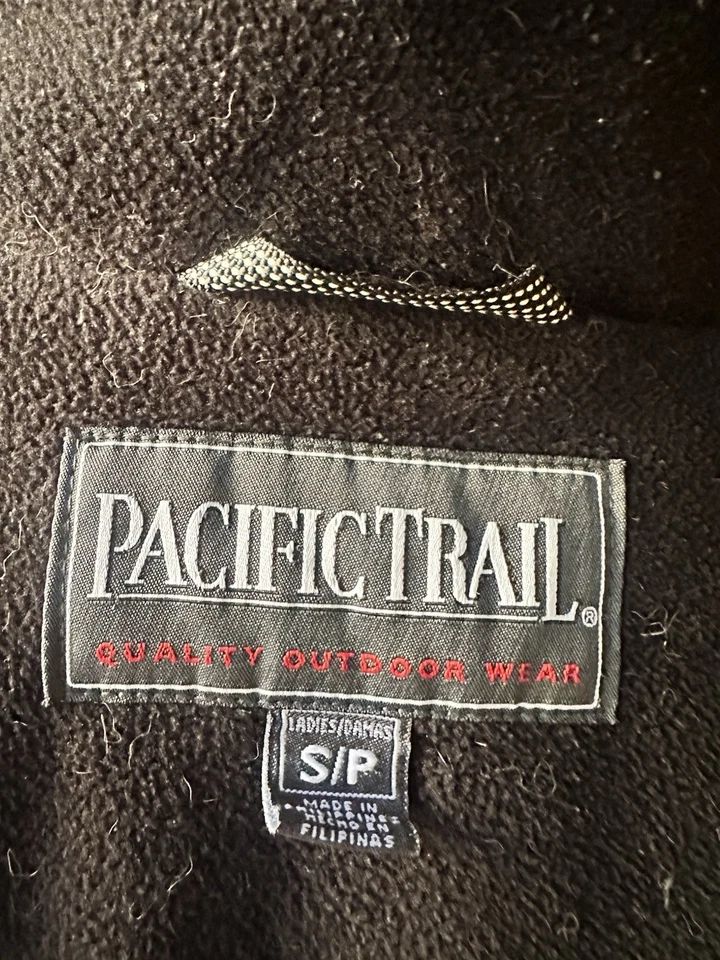 PACIFICTRAIL®
QUALITY OUTDOOR WEAR
LADIES/DAMAS
S/P
MADE IN
PHILIPPINES
HECHO EN
FILIPINAS